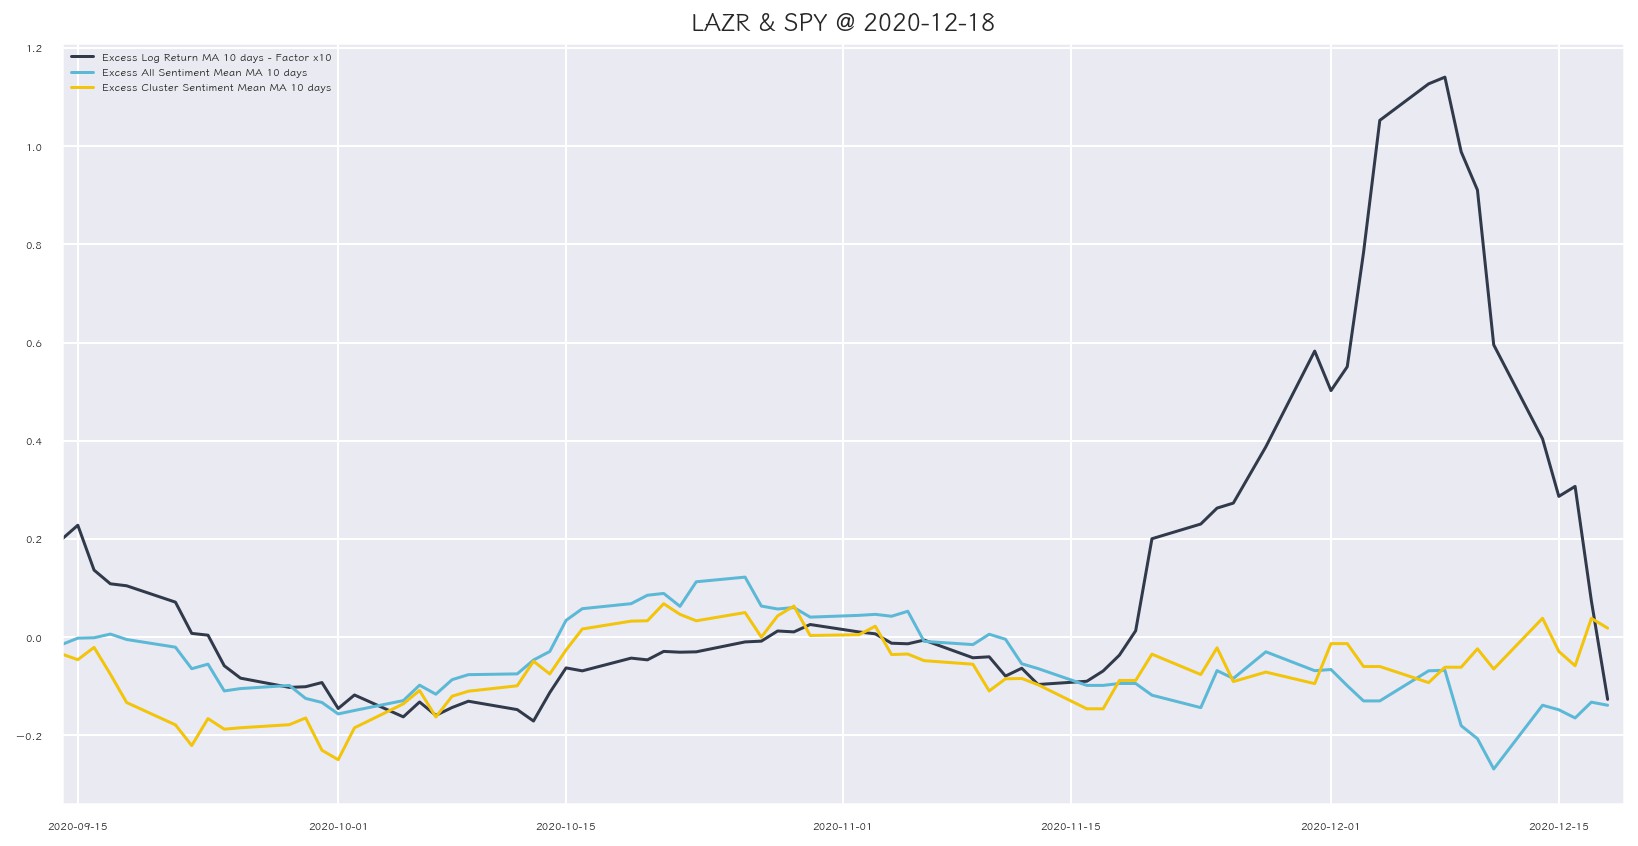 LAZR & SPY @ 2020-12-18
1.2
Excess Log Return MA 10 days - Factor x10
Excess All Sentiment Mean MA 10 days
Excess Cluster Sentiment Mean MA 10 days
1.0
0.8
0.6
0.4
0.2
0.0
−0.2
2020-09-15 2020-10-01 2020-10-15 2020-11-01 2020-11-15 2020-12-01 2020-12-15